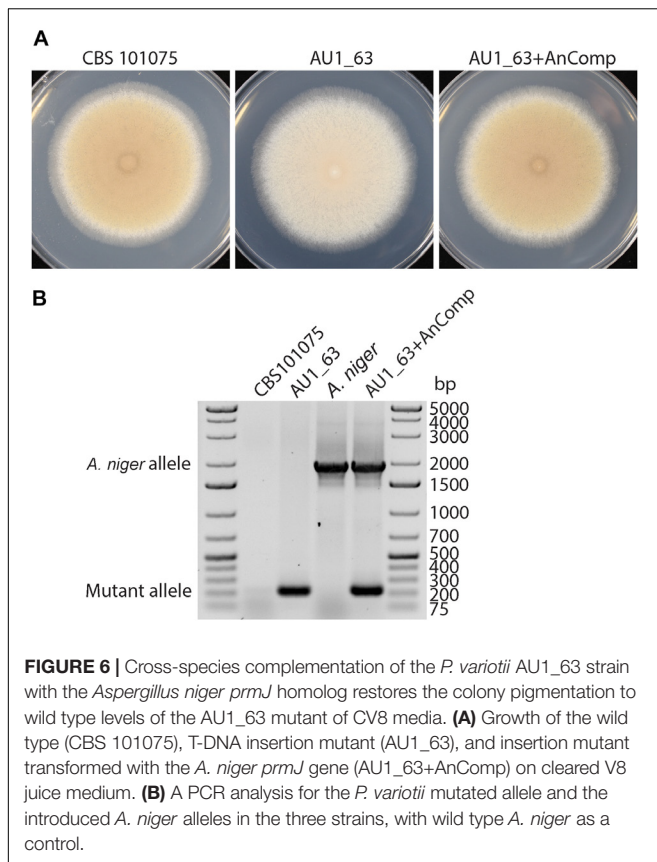 A
CBS 101075 AU1_63 AU1_63+AnComp
B
CBS101075 AU1_63 A. niger AU1_63+AnComp
bp
5000
4000
3000
A. niger allele 2000
1500
1000
700
500
400
300
Mutant allele 200
75
FIGURE 6 | Cross-species complementation of the P. variotii AU1_63 strain
with the Aspergillus niger prmJ homolog restores the colony pigmentation to
wild type levels of the AU1_63 mutant of CV8 media. (A) Growth of the wild
type (CBS 101075), T-DNA insertion mutant (AU1_63), and insertion mutant
transformed with the A. niger prmJ gene (AU1_63+AnComp) on cleared V8
juice medium. (B) A PCR analysis for the P. variotii mutated allele and the
introduced A. niger alleles in the three strains, with wild type A. niger as a
control.